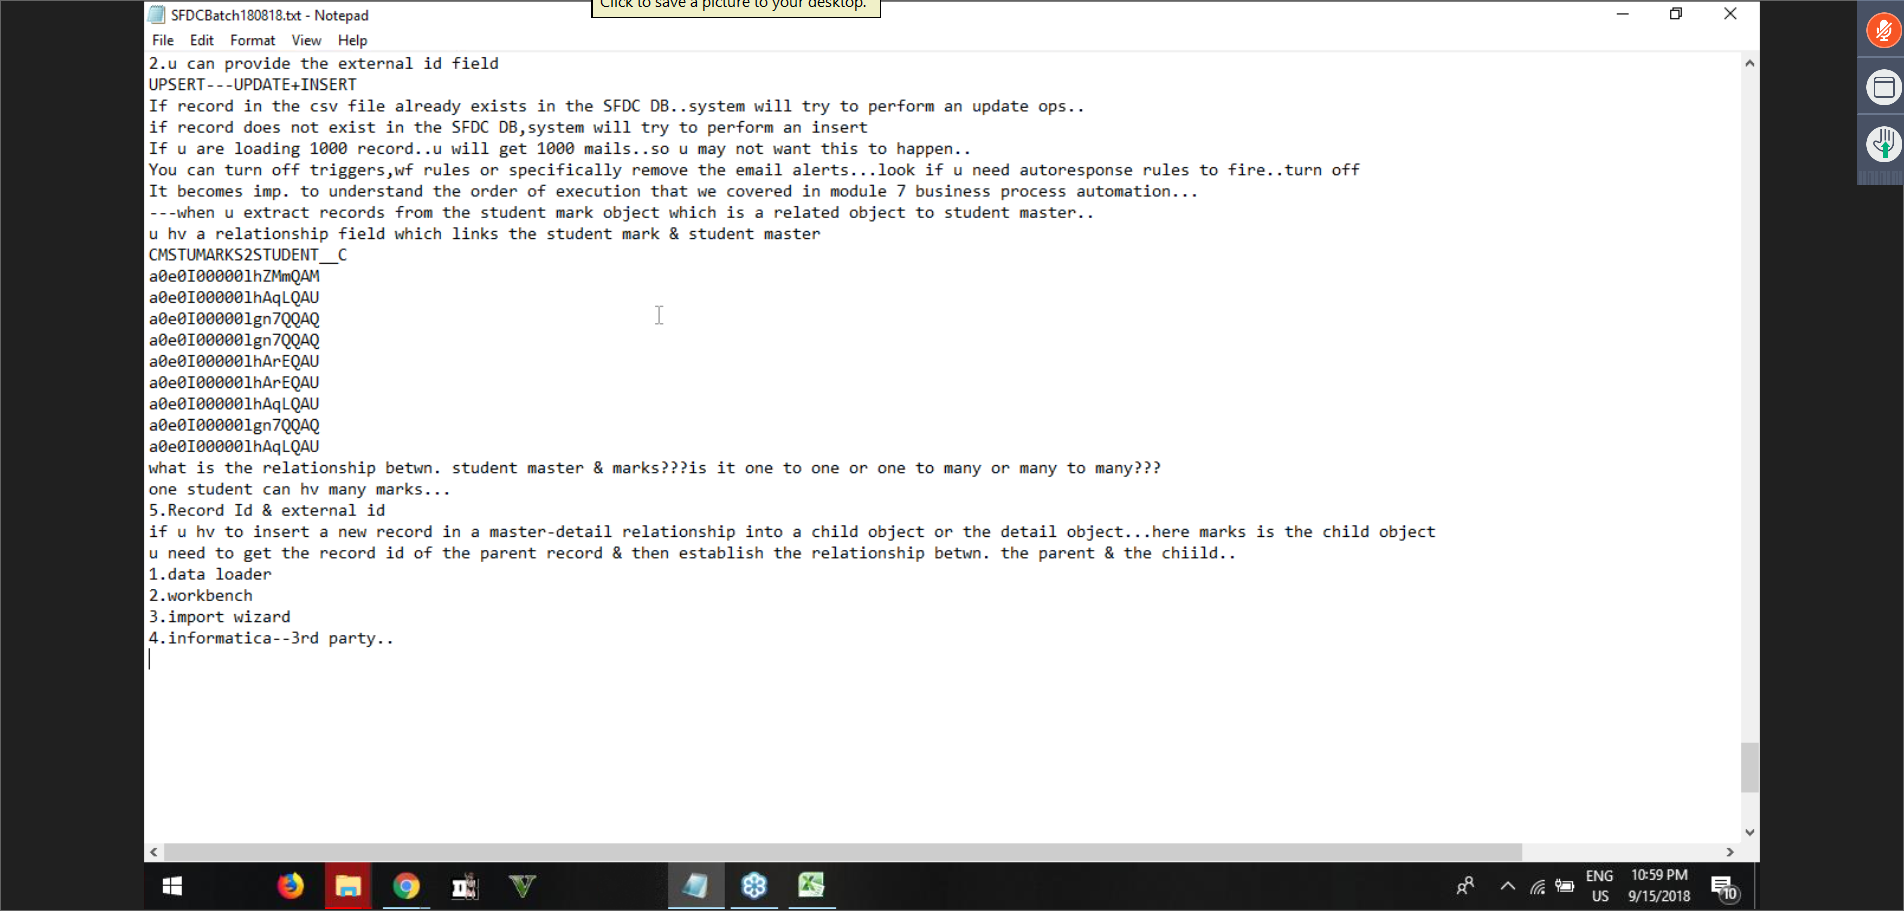 Click to save a picture to your desktop.
SFDCBatch180818.txt - Notepad
File Edit Format View Help
2.u can provide the external id field
UPSERT---UPDATE+INSERT
If record in the csv file already exists in the SFDC DB..system will try to perform an update ops..
if record does not exist in the SFDC DB,system will try to perform an insert
If u are loading 1000 record..u will get 1000 mails..so u may not want this to happen..
You can turn off triggers,wf rules or specifically remove the email alerts...look if u need autoresponse rules to fire..turn off
It becomes imp. to understand the order of execution that we covered in module 7 business process automation...
---when u extract records from the student mark object which is a related object to student master..
u hv a relationship field which links the student mark & student master
CMSTUMARKS2STUDENT__C
a0e0I00000lhZMmQAM
a0e0I00000lhAqLQAU
a0e0I00000lgn7QQAQ
a0e0I00000lgn7QQAQ
a0e0I00000lhArEQAU
a0e0I00000lhArEQAU
a0e0I00000lhAqLQAU
a0e0I00000lgn7QQAQ
a0e0I00000lhAqLQAU
what is the relationship betwn. student master & marks???is it one to one or one to many or many to many???
one student can hv many marks...
5.Record Id & external id
if u hv to insert a new record in a master-detail relationship into a child object or the detail object...here marks is the child object
u need to get the record id of the parent record & then establish the relationship betwn. the parent & the chiild..
1.data loader
2.workbench
3.import wizard
4.informatica--3rd party..
ENG 10:59 PM
US 9/15/2018
10